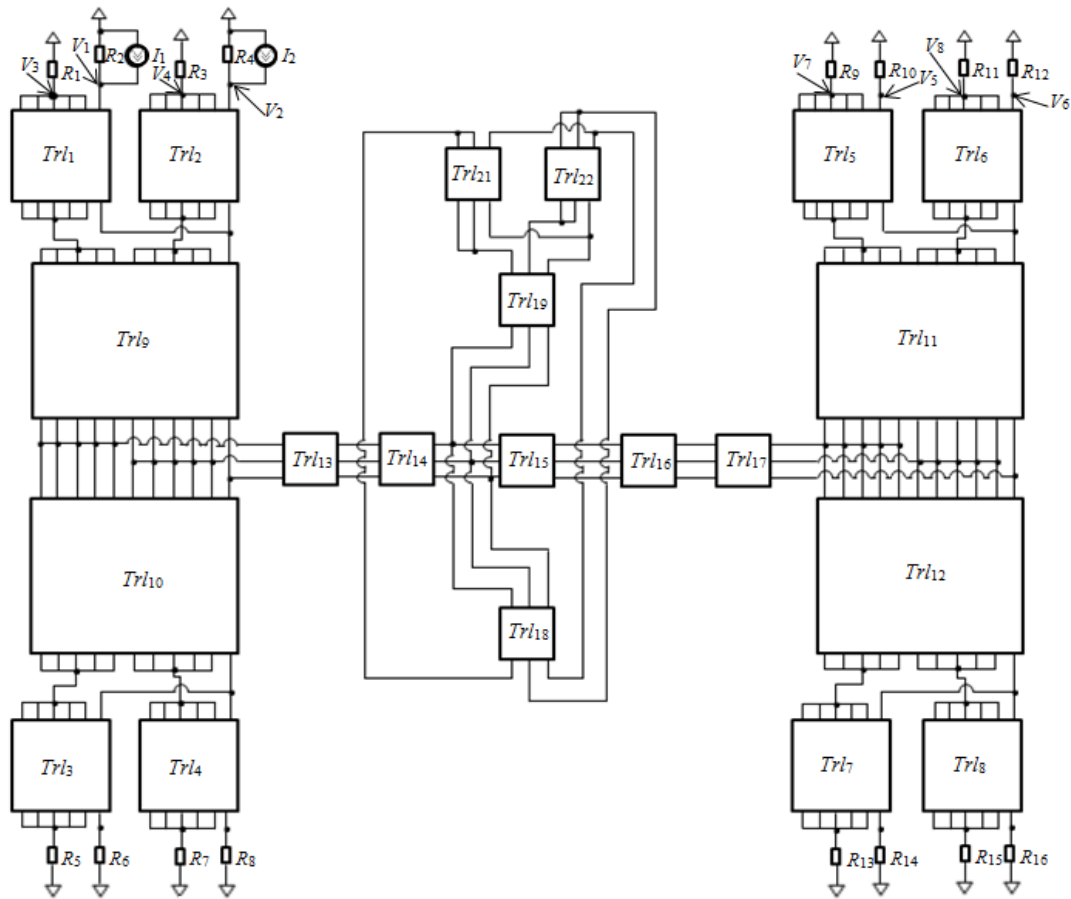 V1 R2 I1 R4 I2 V8
V3 R1 V4 R3 V7 R9 R10 V5 R11 R12
V2 V6
Trl1 Trl2 Trl5 Trl6
Trl21 Trl22
Trl19
Trl9 Trl11
Trl13 Trl14 Trl15 Trl16 Trl17
Trl10 Trl12
Trl18
Trl3 Trl4 Trl7 Trl8
R5 R6 R7 R8 R13 R14 R15 R16